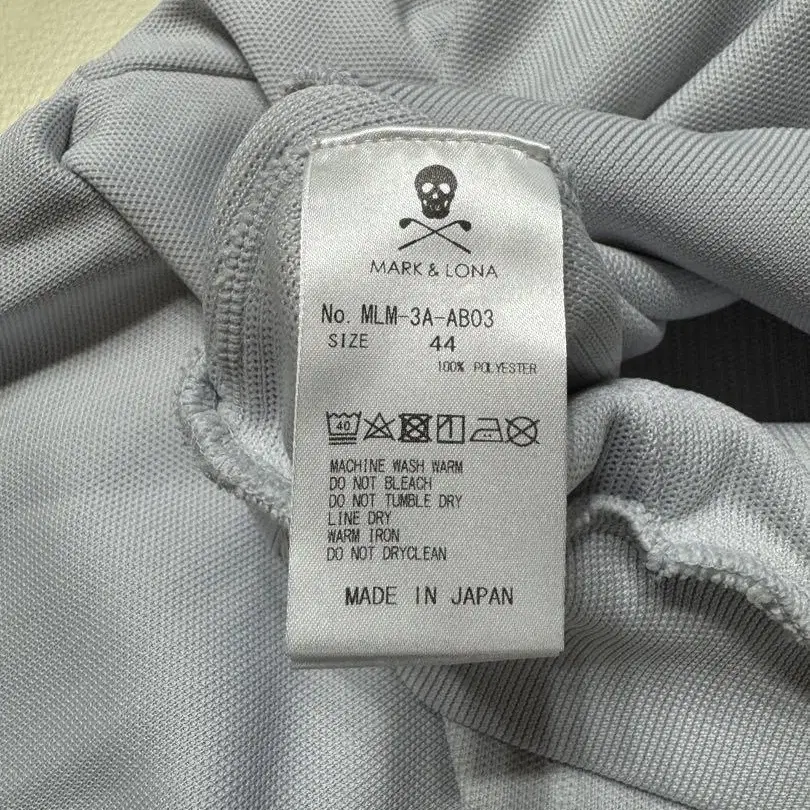 MARK & LONA
No. MLM-3A-AB03
SIZE 44
100% POLYESTER
40
MACHINE WASH WARM
DO NOT BLEACH
DO NOT TUMBLE DRY
LINE DRY
WARM IRON
DO NOT DRYCLEAN
MADE IN JAPAN